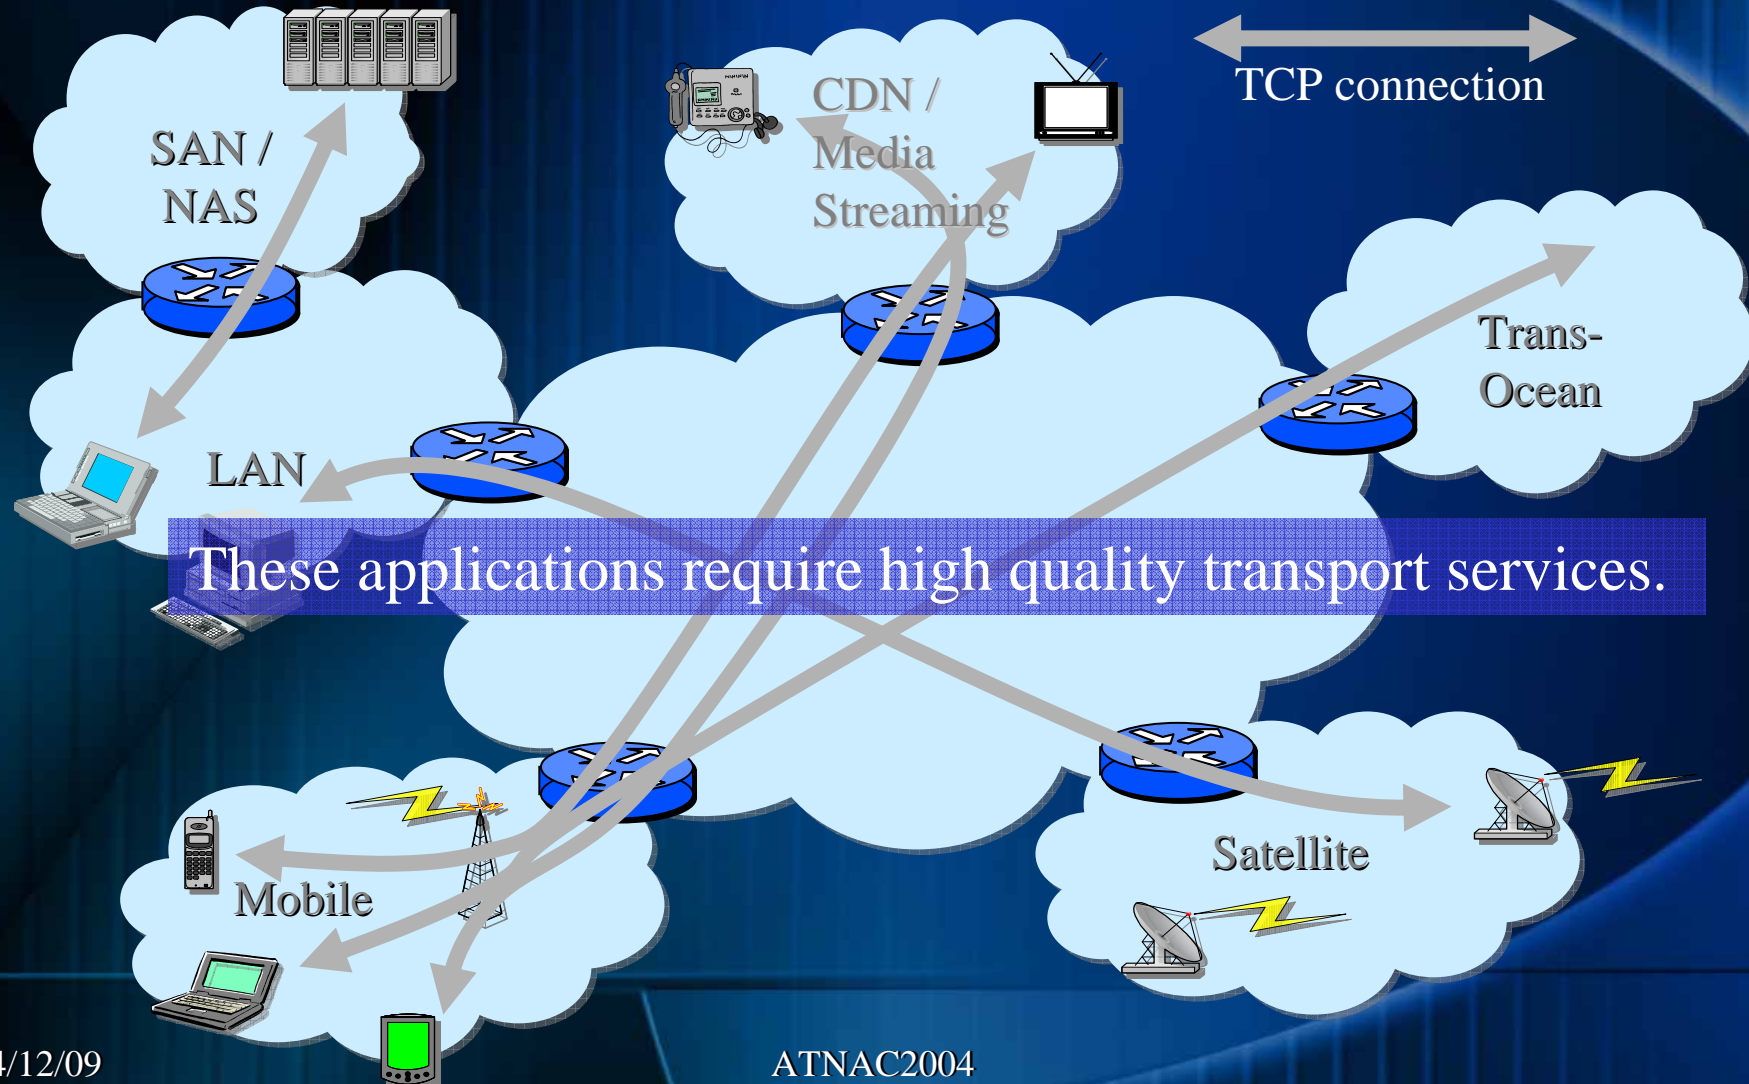 TCP connection
CDN /
Media
Streaming
SAN /
NAS
Trans-
Ocean
LAN
These applications require high quality transport services.
Satellite
Mobile
4/12/09
ATNAC2004